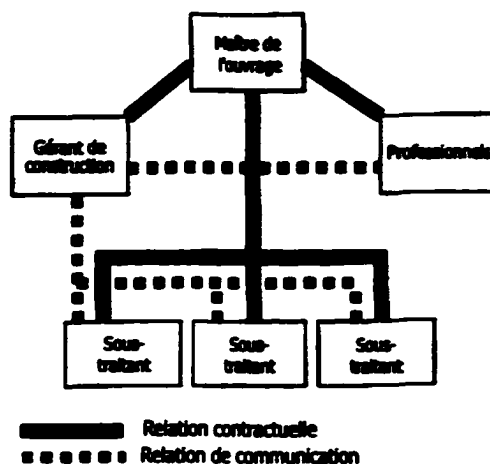 Maître de
l'ouvrage
Gérant de
construction
Professionnels
Sous-
traitant
Sous-
traitant
Sous-
traitant
Relation contractuelle
Relation de communication